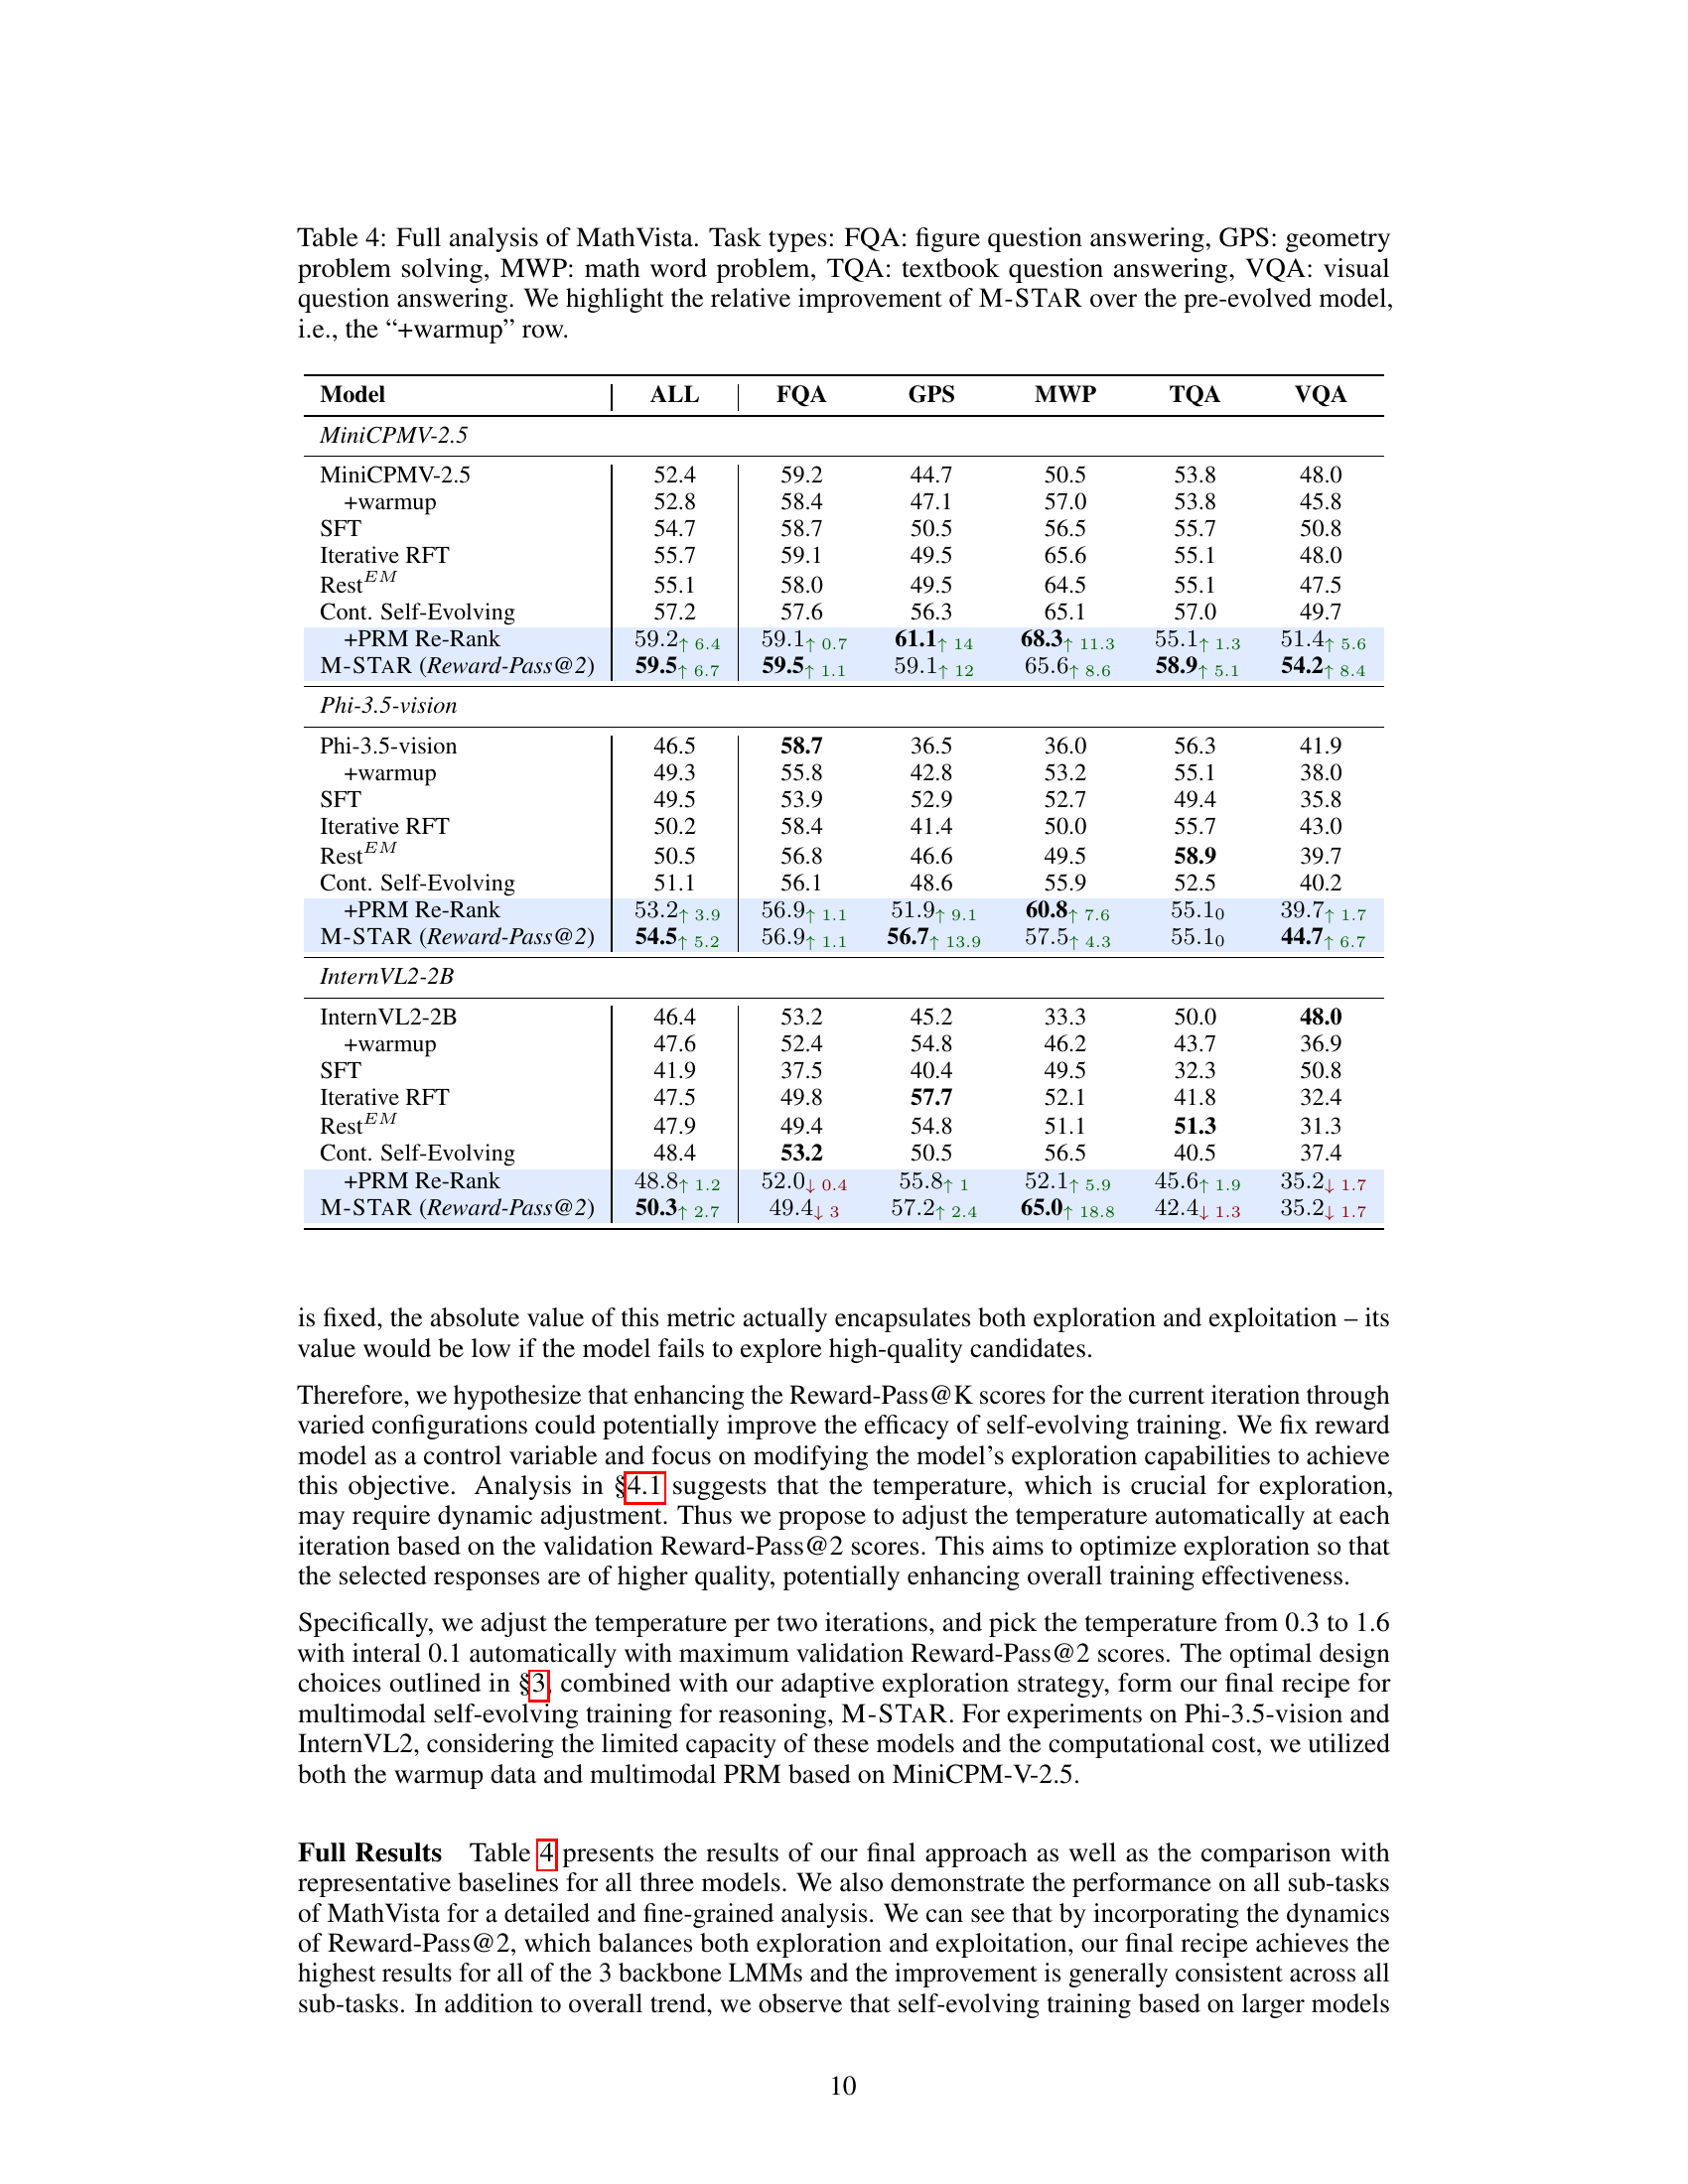 Table 4: Full analysis of MathVista. Task types: FQA: figure question answering, GPS: geometry
problem solving, MWP: math word problem, TQA: textbook question answering, VQA: visual
question answering. We highlight the relative improvement of M-STAR over the pre-evolved model,
i.e., the “+warmup” row.
Model ALL FQA GPS MWP TQA VQA
MiniCPMV-2.5
MiniCPMV-2.5 52.4 59.2 44.7 50.5 53.8 48.0
+warmup 52.8 58.4 47.1 57.0 53.8 45.8
SFT 54.7 58.7 50.5 56.5 55.7 50.8
Iterative RFT 55.7 59.1 49.5 65.6 55.1 48.0
Rest^EM 55.1 58.0 49.5 64.5 55.1 47.5
Cont. Self-Evolving 57.2 57.6 56.3 65.1 57.0 49.7
+PRM Re-Rank 59.2↑ 6.4 59.1↑ 0.7 61.1↑ 14 68.3↑ 11.3 55.1↑ 1.3 51.4↑ 5.6
M-STAR (Reward-Pass@2) 59.5↑ 6.7 59.5↑ 1.1 59.1↑ 12 65.6↑ 8.6 58.9↑ 5.1 54.2↑ 8.4
Phi-3.5-vision
Phi-3.5-vision 46.5 58.7 36.5 36.0 56.3 41.9
+warmup 49.3 55.8 42.8 53.2 55.1 38.0
SFT 49.5 53.9 52.9 52.7 49.4 35.8
Iterative RFT 50.2 58.4 41.4 50.0 55.7 43.0
Rest^EM 50.5 56.8 46.6 49.5 58.9 39.7
Cont. Self-Evolving 51.1 56.1 48.6 55.9 52.5 40.2
+PRM Re-Rank 53.2↑ 3.9 56.9↑ 1.1 51.9↑ 9.1 60.8↑ 7.6 55.1 0 39.7↑ 1.7
M-STAR (Reward-Pass@2) 54.5↑ 5.2 56.9↑ 1.1 56.7↑ 13.9 57.5↑ 4.3 55.1 0 44.7↑ 6.7
InternVL2-2B
InternVL2-2B 46.4 53.2 45.2 33.3 50.0 48.0
+warmup 47.6 52.4 54.8 46.2 43.7 36.9
SFT 41.9 37.5 40.4 49.5 32.3 50.8
Iterative RFT 47.5 49.8 57.7 52.1 41.8 32.4
Rest^EM 47.9 49.4 54.8 51.1 51.3 31.3
Cont. Self-Evolving 48.4 53.2 50.5 56.5 40.5 37.4
+PRM Re-Rank 48.8↑ 1.2 52.0↓ 0.4 55.8↑ 1 52.1↑ 5.9 45.6↑ 1.9 35.2↓ 1.7
M-STAR (Reward-Pass@2) 50.3↑ 2.7 49.4↓ 3 57.2↑ 2.4 65.0↑ 18.8 42.4↓ 1.3 35.2↓ 1.7
is fixed, the absolute value of this metric actually encapsulates both exploration and exploitation – its
value would be low if the model fails to explore high-quality candidates.
Therefore, we hypothesize that enhancing the Reward-Pass@K scores for the current iteration through
varied configurations could potentially improve the efficacy of self-evolving training. We fix reward
model as a control variable and focus on modifying the model’s exploration capabilities to achieve
this objective. Analysis in §4.1 suggests that the temperature, which is crucial for exploration,
may require dynamic adjustment. Thus we propose to adjust the temperature automatically at each
iteration based on the validation Reward-Pass@2 scores. This aims to optimize exploration so that
the selected responses are of higher quality, potentially enhancing overall training effectiveness.
Specifically, we adjust the temperature per two iterations, and pick the temperature from 0.3 to 1.6
with interal 0.1 automatically with maximum validation Reward-Pass@2 scores. The optimal design
choices outlined in §3, combined with our adaptive exploration strategy, form our final recipe for
multimodal self-evolving training for reasoning, M-STAR. For experiments on Phi-3.5-vision and
InternVL2, considering the limited capacity of these models and the computational cost, we utilized
both the warmup data and multimodal PRM based on MiniCPM-V-2.5.
Full Results Table 4 presents the results of our final approach as well as the comparison with
representative baselines for all three models. We also demonstrate the performance on all sub-tasks
of MathVista for a detailed and fine-grained analysis. We can see that by incorporating the dynamics
of Reward-Pass@2, which balances both exploration and exploitation, our final recipe achieves the
highest results for all of the 3 backbone LMMs and the improvement is generally consistent across all
sub-tasks. In addition to overall trend, we observe that self-evolving training based on larger models
10